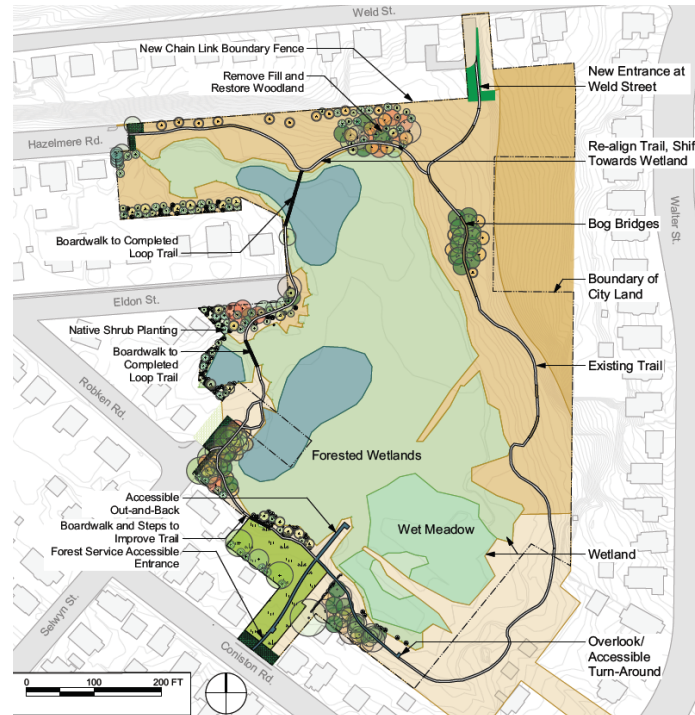 Weld St.
New Chain Link Boundary Fence
Remove Fill and
Restore Woodland
New Entrance at
Weld Street
Hazelmere Rd.
Re-align Trail, Shif
Towards Wetland
Walter St.
Bog Bridges
Boardwalk to Completed
Loop Trail
Boundary of
City Land
Eldon St.
Native Shrub Planting
Boardwalk to
Completed
Loop Trail
Existing Trail
Robken Rd.
Forested Wetlands
Accessible
Out-and-Back
Boardwalk and Steps to
Improve Trail
Forest Service Accessible
Entrance
Wet Meadow
Wetland
Selwyn St.
Coniston Rd.
Overlook/
Accessible
Turn-Around
0 100 200 FT